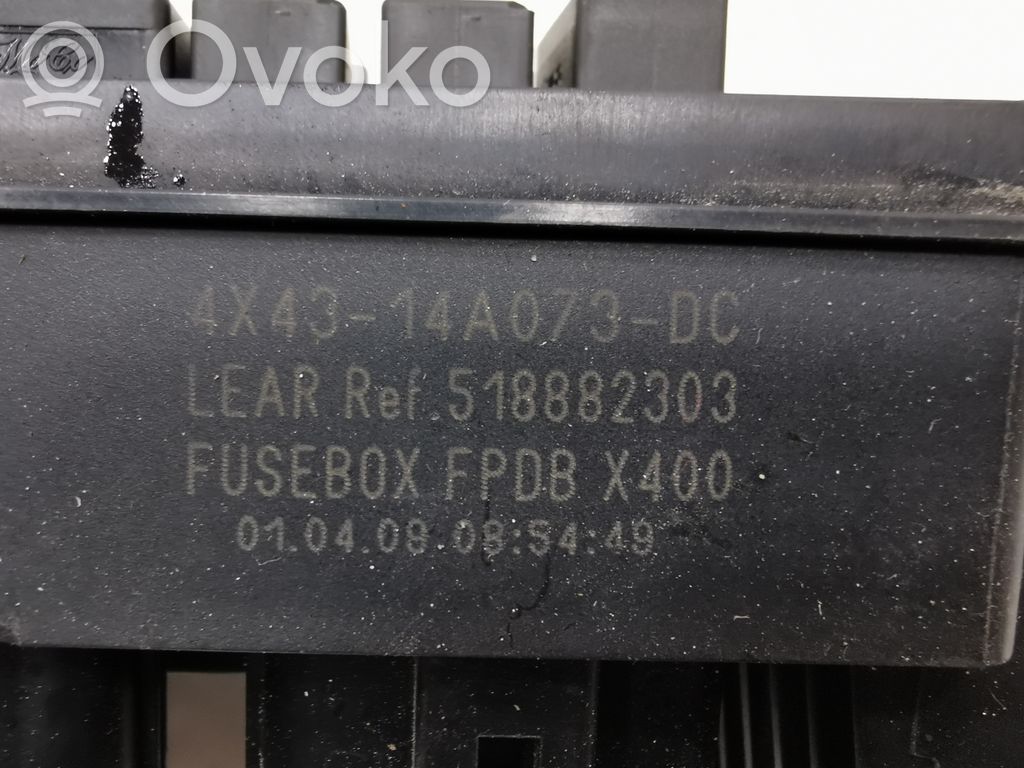 Ovoko
4X43-14A073-DC
LEAR Ref.518882303
FUSEBOX FPDB X400
01.04.08 08:54:49